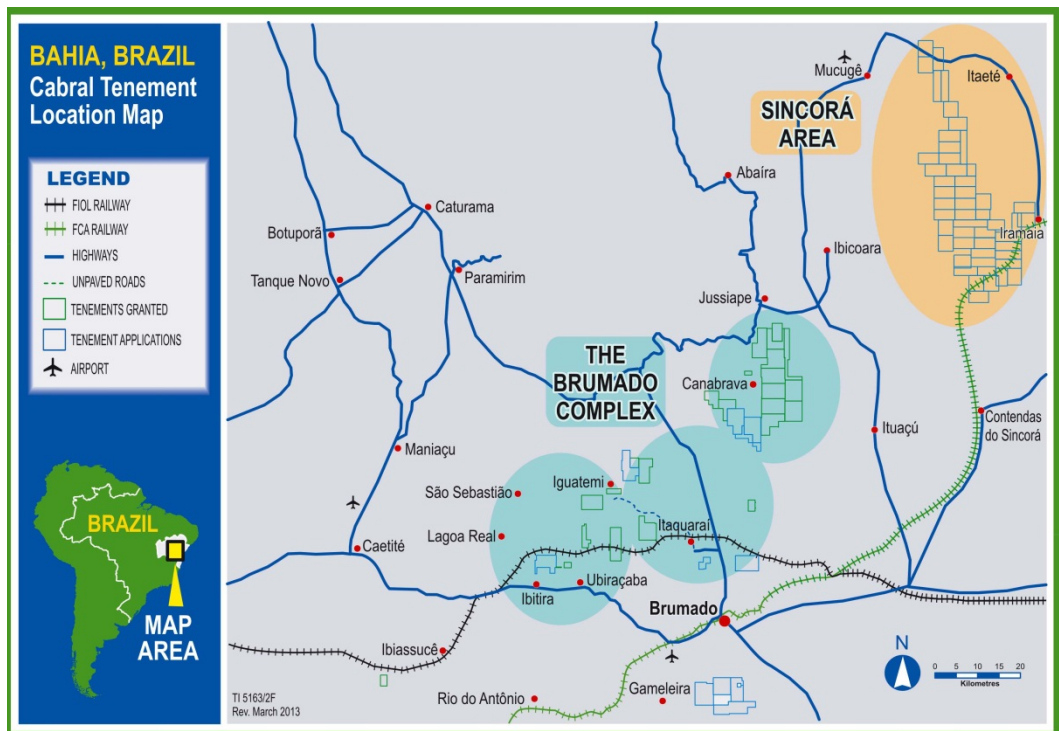 BAHIA, BRAZIL
Cabral Tenement
Location Map
LEGEND
FIOL RAILWAY
FCA RAILWAY
HIGHWAYS
UNPAVED ROADS
TENEMENTS GRANTED
TENEMENT APPLICATIONS
AIRPORT
BRAZIL
MAP
AREA
Mucugê
Itaeté
SINCORÁ
AREA
Abaíra
Caturama
Botuporã
Iramaia
Ibicoara
Tanque Novo
Paramirim
Jussiape
THE
BRUMADO
COMPLEX
Canabrava
Contendas
do Sincorá
Ituaçú
Maniaçu
Iguatemi
São Sebastião
Itaquaraí
Lagoa Real
Caetité
Ubiraçaba
Ibitira
Brumado
Ibiassucê
N
0 5 10 15 20
Kilometres
Gameleira
Rio do Antônio
TI 5163/2F
Rev. March 2013